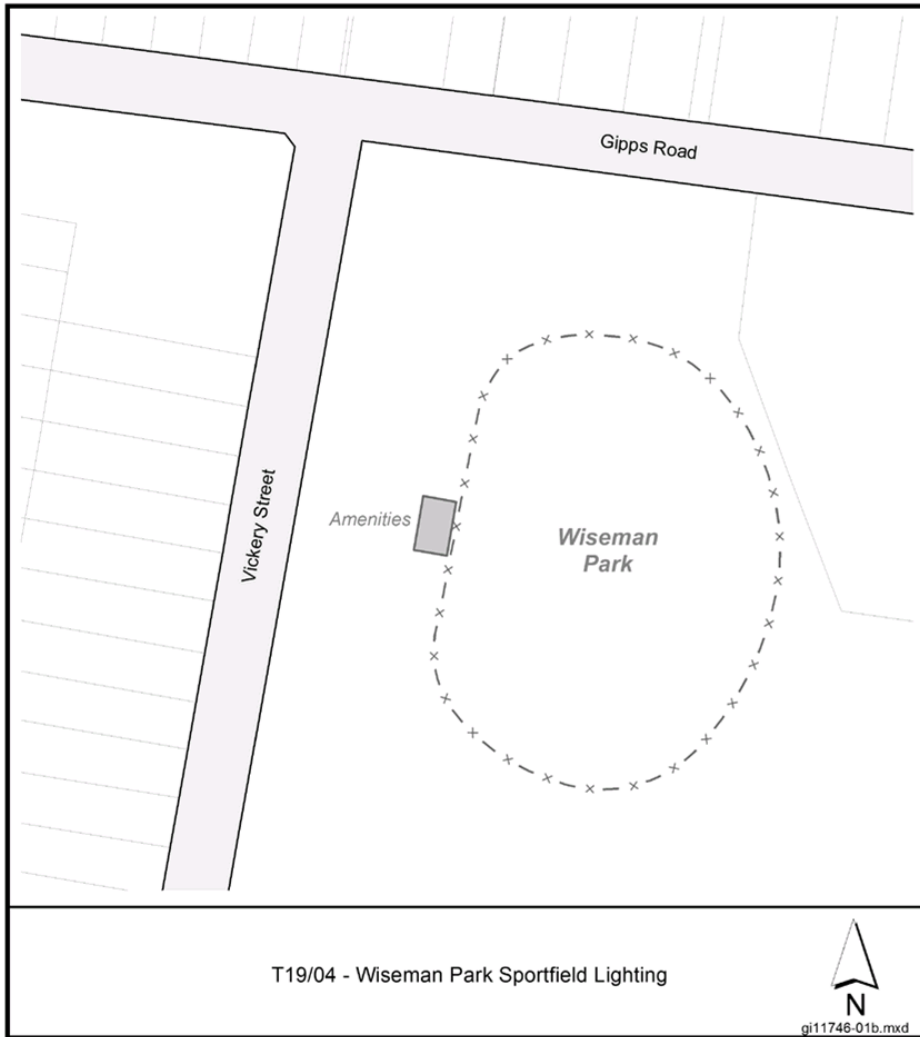 Gipps Road
Vickery Street
Amenities
Wiseman
Park
T19/04 - Wiseman Park Sportfield Lighting
N
gi11746-01b.mxd